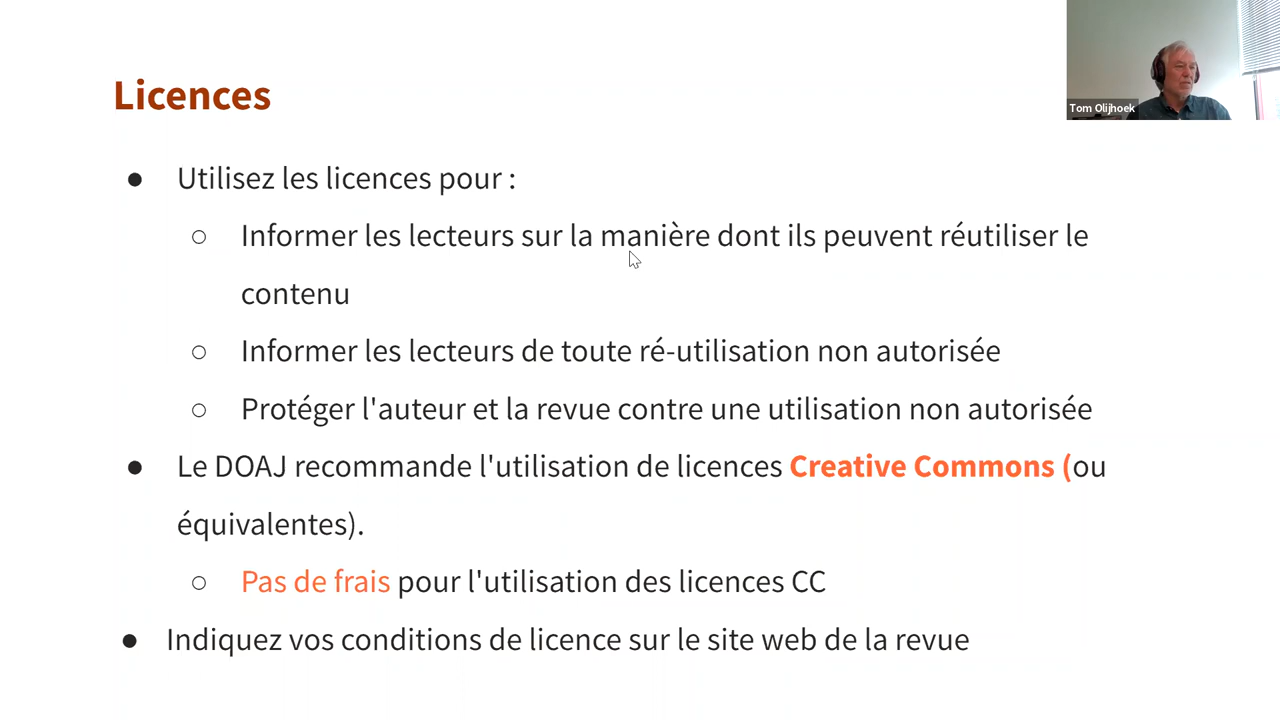 Licences
Tom Olijhoek
● Utilisez les licences pour :
○ Informer les lecteurs sur la manière dont ils peuvent réutiliser le
contenu
○ Informer les lecteurs de toute ré-utilisation non autorisée
○ Protéger l'auteur et la revue contre une utilisation non autorisée
● Le DOAJ recommande l'utilisation de licences Creative Commons (ou
équivalentes).
○ Pas de frais pour l'utilisation des licences CC
● Indiquez vos conditions de licence sur le site web de la revue